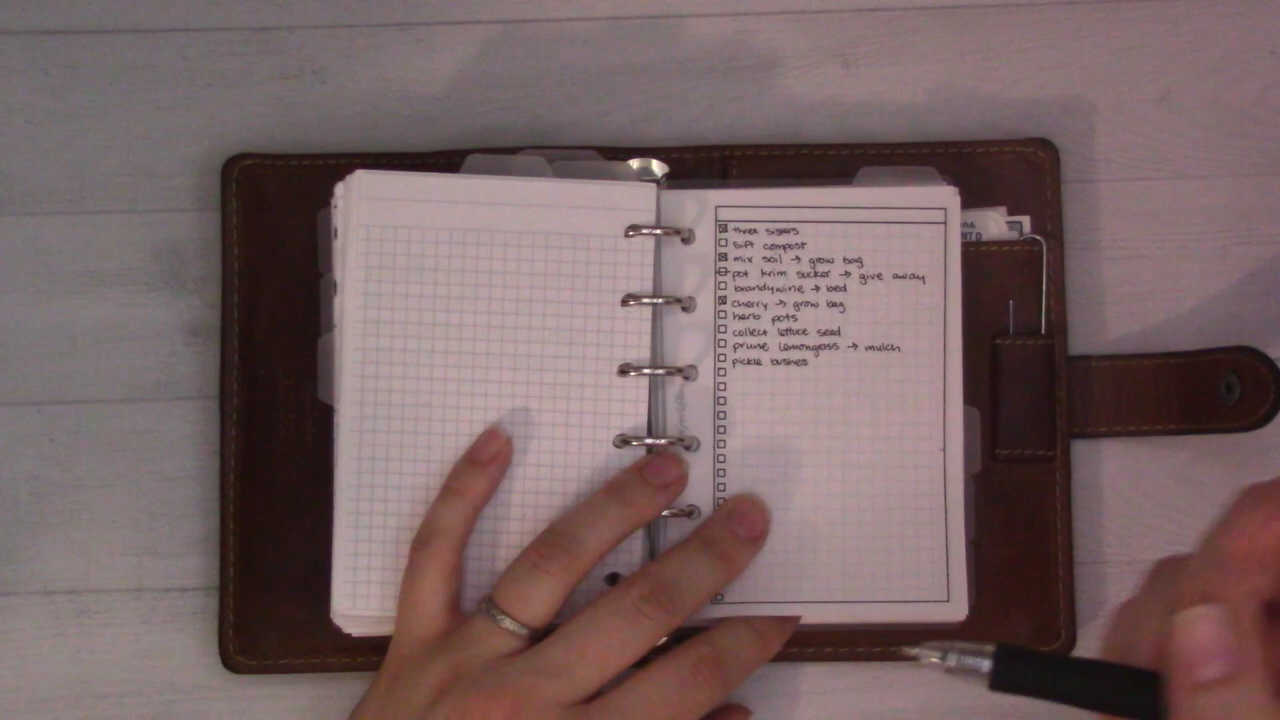 three sisters
sift compost
mix soil → grow bag
pot krim sucker → give away
brandywine → bed
cherry → grow bag
herb pots
collect lettuce seed
prune lemongrass → mulch
pickle bushes